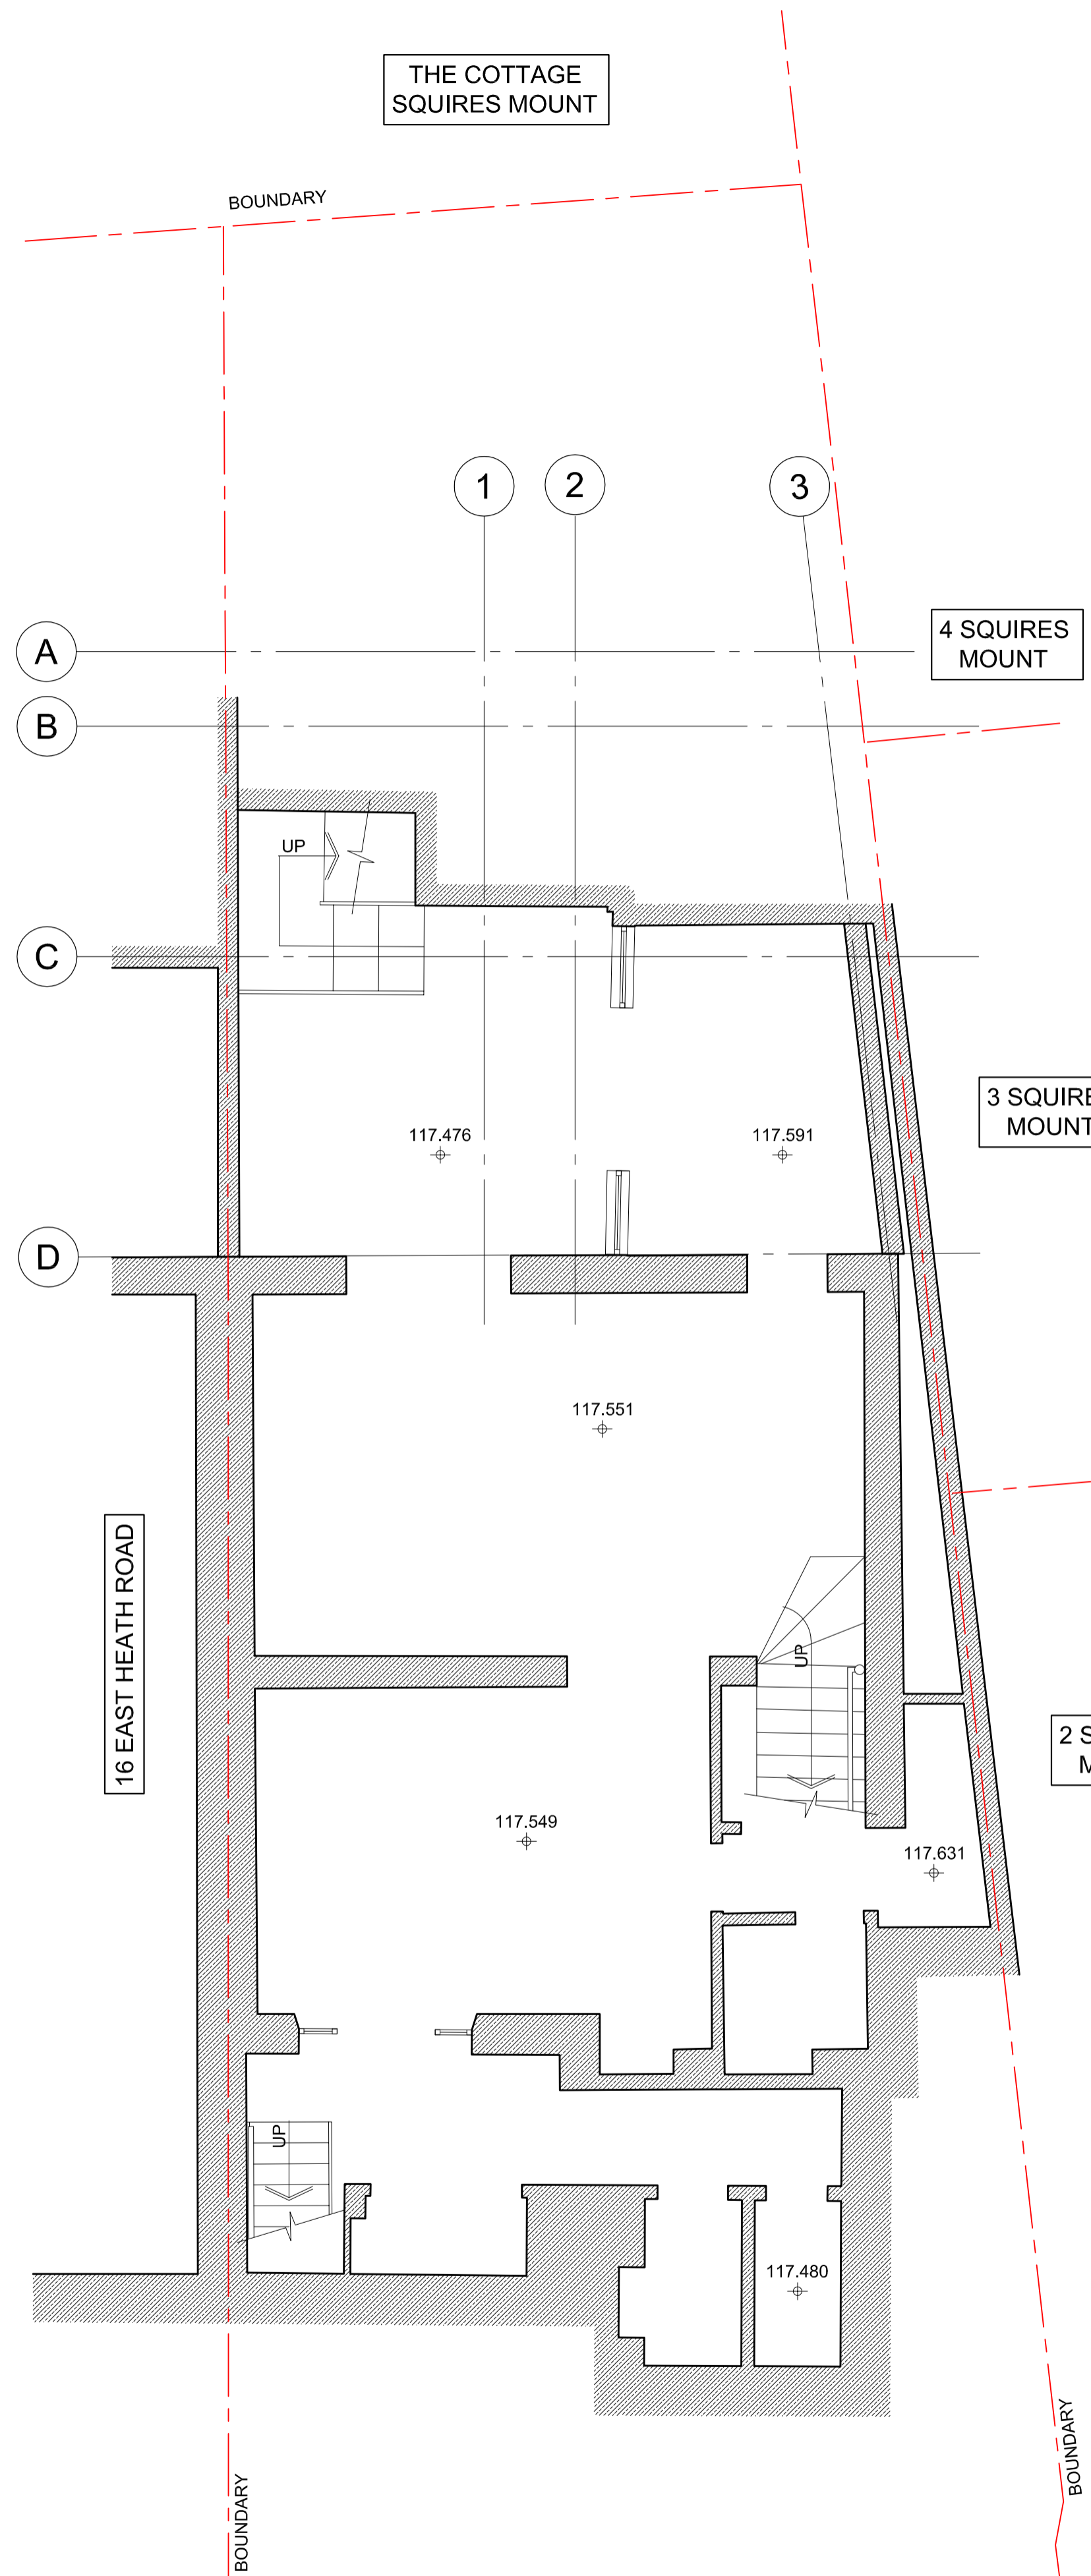 THE COTTAGE
SQUIRES MOUNT
BOUNDARY
1
2
3
A
4 SQUIRES
MOUNT
B
UP
C
3 SQUIRE
MOUNT
117.476
117.591
D
117.551
16 EAST HEATH ROAD
UP
2 S
M
117.549
117.631
UP
117.480
BOUNDARY
BOUNDARY